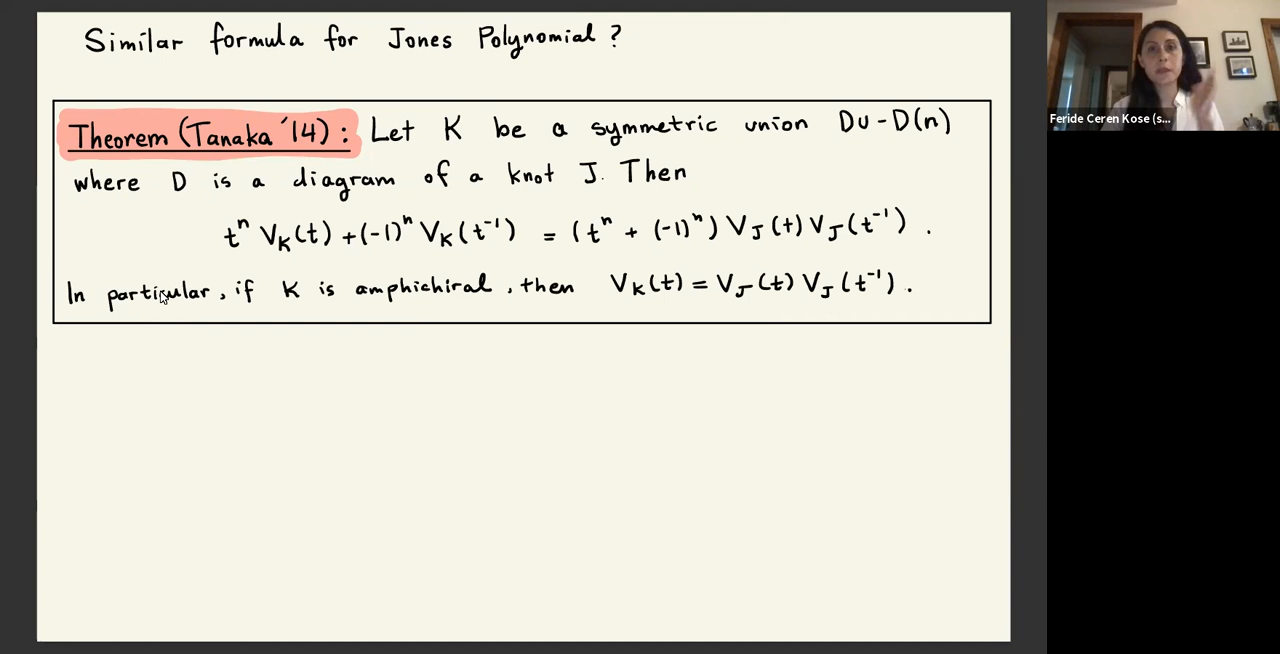 Similar formula for Jones Polynomial?
Theorem (Tanaka '14): Let K be a symmetric union D∪-D(n)
where D is a diagram of a knot J. Then
tⁿ V_K(t) + (-1)ⁿ V_K(t⁻¹) = (tⁿ + (-1)ⁿ) V_J(t) V_J(t⁻¹).
In particular, if K is amphichiral, then V_K(t) = V_J(t) V_J(t⁻¹).
Feride Ceren Kose (s...